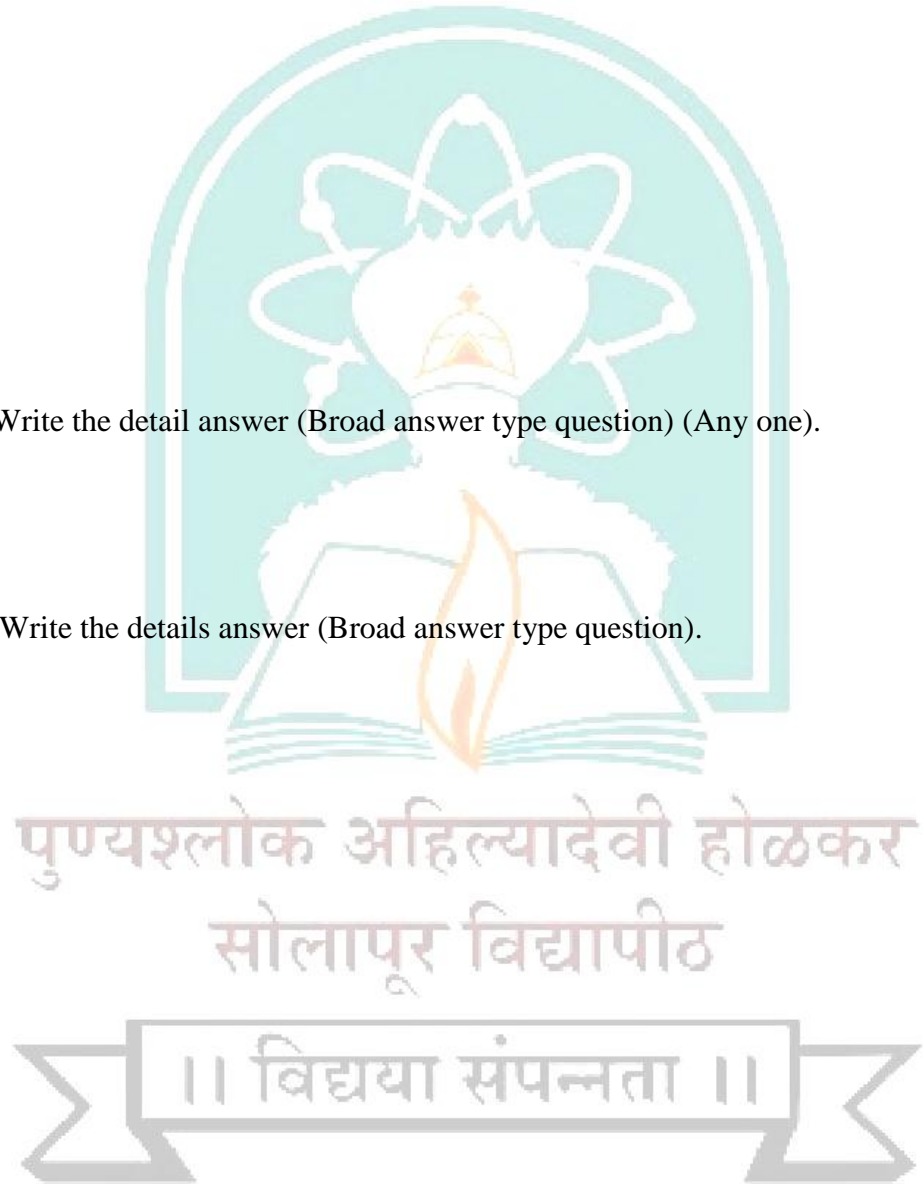 Write the detail answer (Broad answer type question) (Any one).
Write the details answer (Broad answer type question).
पुण्यश्लोक अहिल्यादेवी होळकर
सोलापूर विद्यापीठ
।। विद्यया संपन्नता ।।